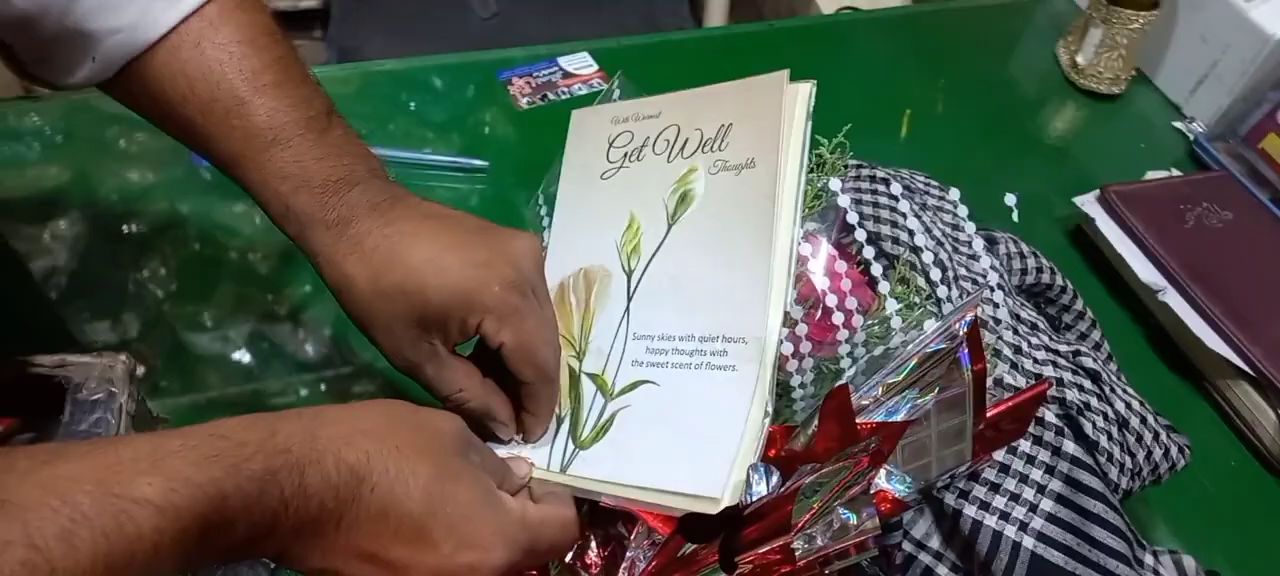 With Warmest
Get Well
Thoughts
Sunny skies with quiet hours,
happy thoughts with
the sweet scent of flowers.